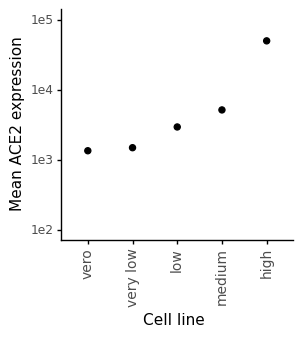 Mean ACE2 expression
1e5
1e4
1e3
1e2
vero
very low
low
medium
high
Cell line